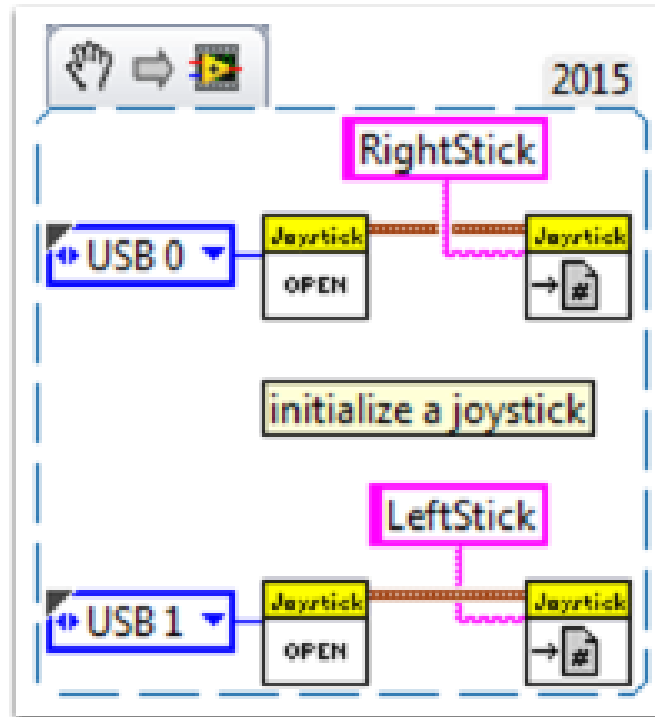 2015
RightStick
USB 0
Joystick
Joystick
OPEN
#
initialize a joystick
LeftStick
USB 1
Joystick
Joystick
OPEN
#